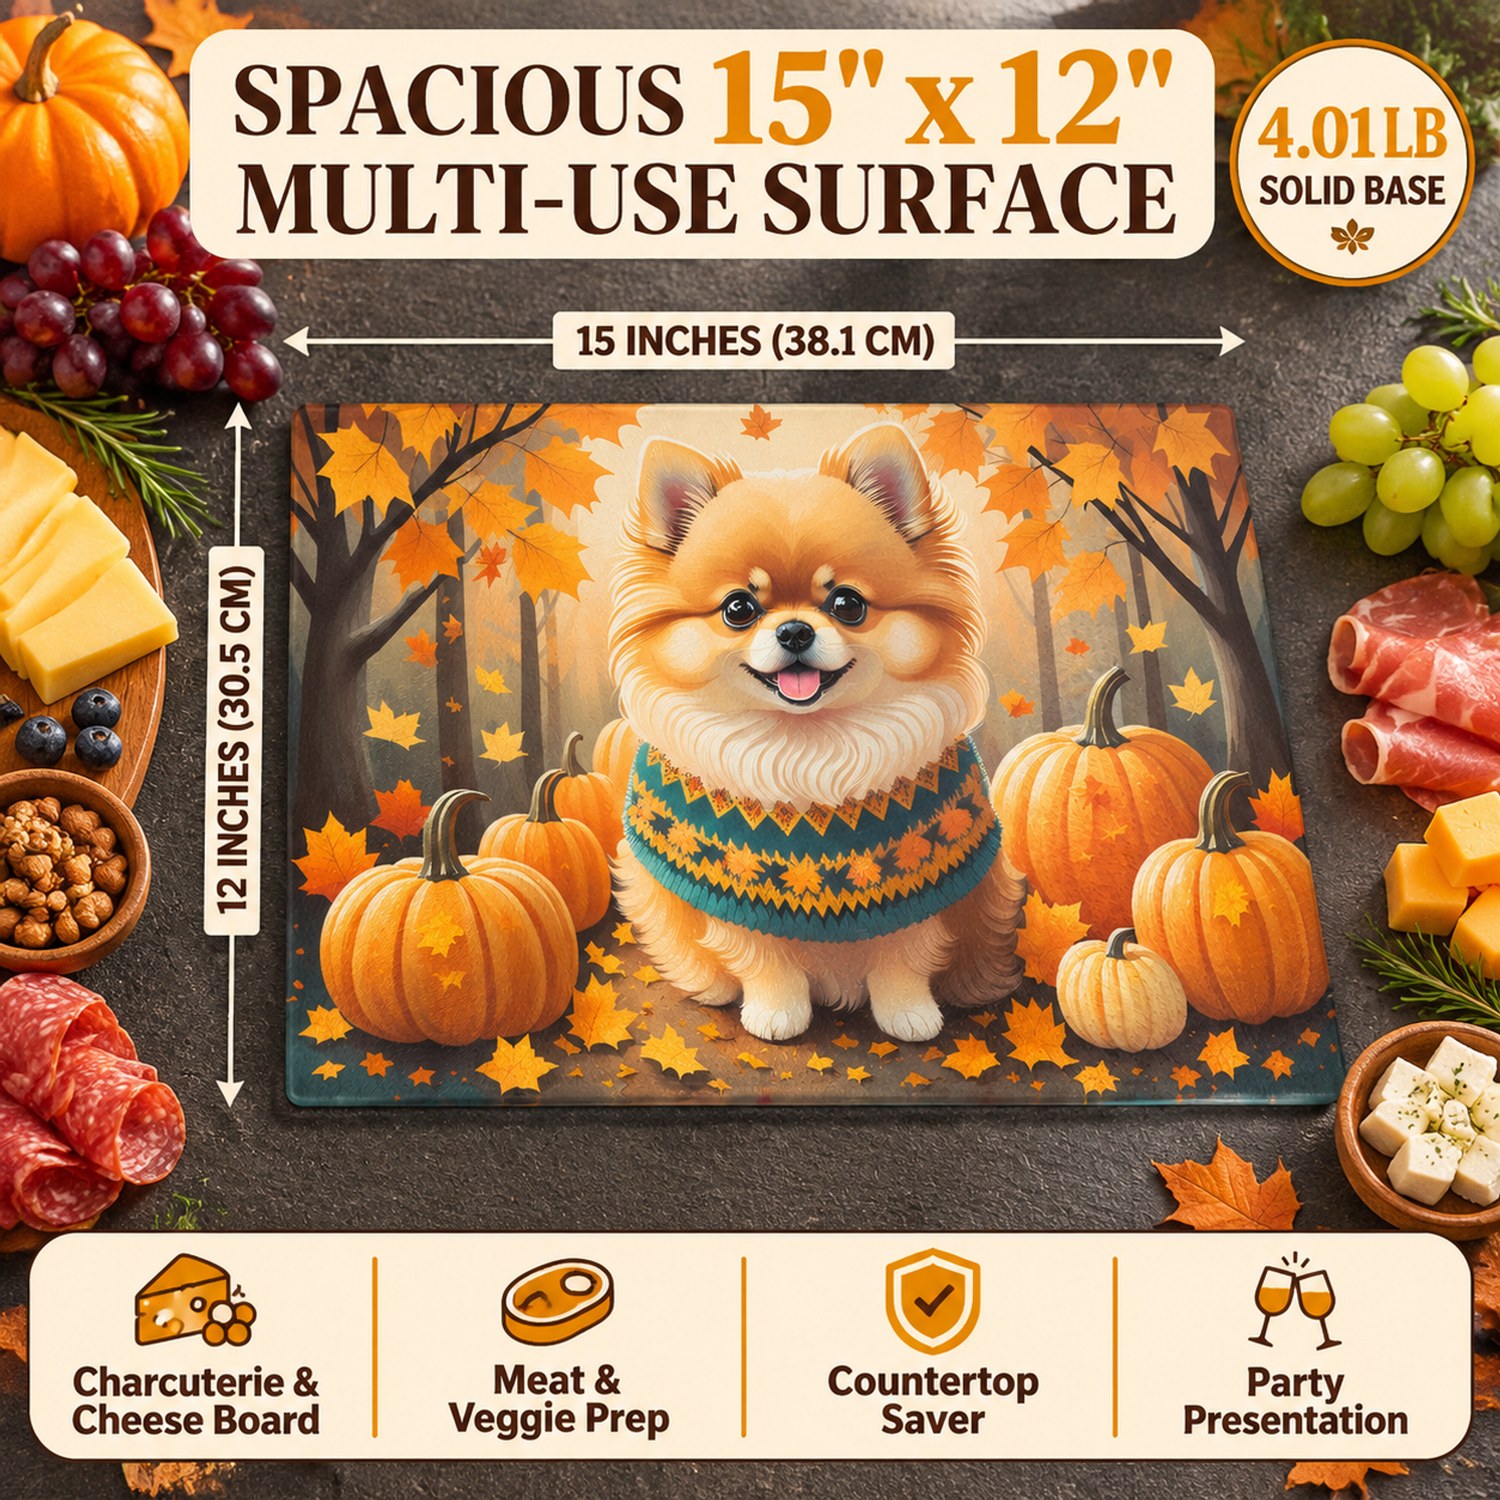 SPACIOUS 15" x 12"
MULTI-USE SURFACE
4.01LB
SOLID BASE
15 INCHES (38.1 CM)
12 INCHES (30.5 CM)
Charcuterie &
Cheese Board
Meat &
Veggie Prep
Countertop
Saver
Party
Presentation